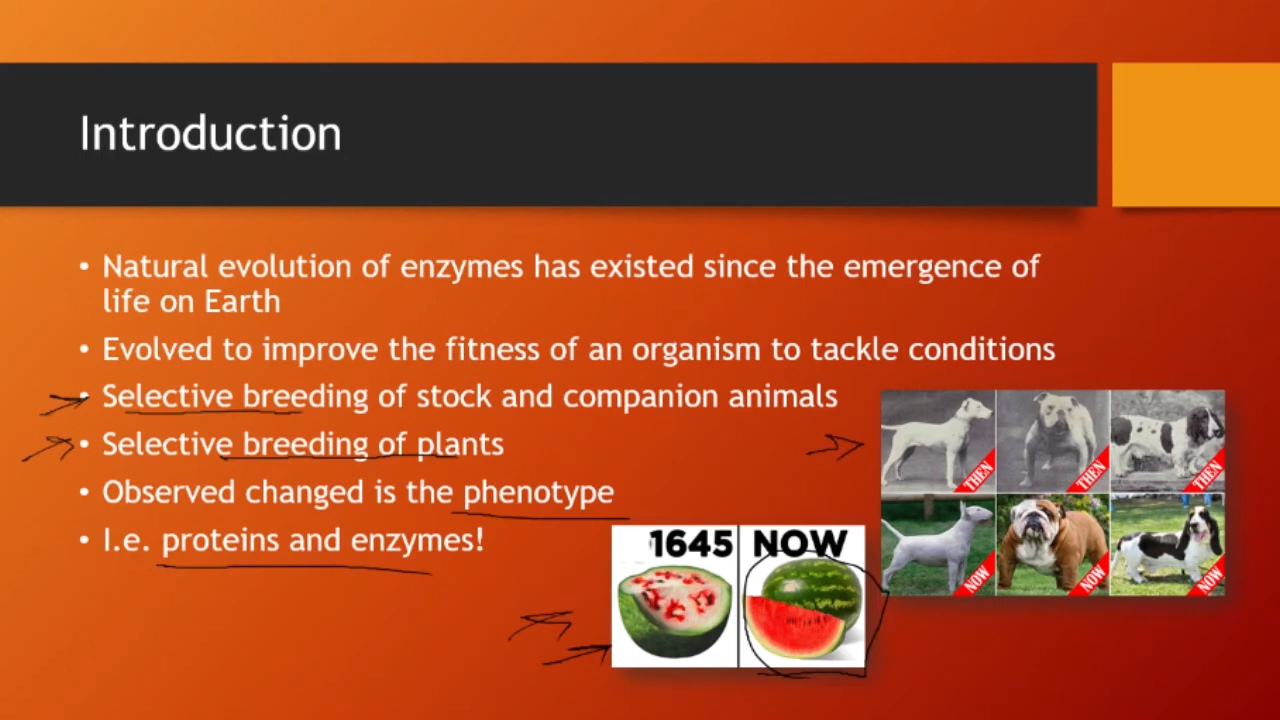 Introduction
• Natural evolution of enzymes has existed since the emergence of
life on Earth
• Evolved to improve the fitness of an organism to tackle conditions
• Selective breeding of stock and companion animals
• Selective breeding of plants
• Observed changed is the phenotype
• I.e. proteins and enzymes!
THEN THEN THEN
NOW NOW NOW
1645 NOW